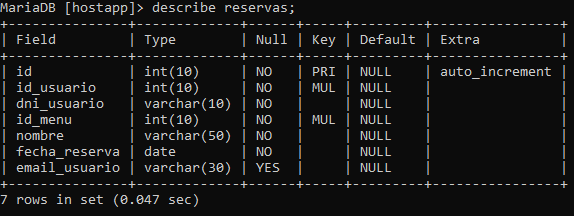 MariaDB [hostapp]> describe reservas;
+---------------+-------------+------+-----+---------+----------------+
| Field         | Type        | Null | Key | Default | Extra          |
+---------------+-------------+------+-----+---------+----------------+
| id            | int(10)     | NO   | PRI | NULL    | auto_increment |
| id_usuario    | int(10)     | NO   | MUL | NULL    |                |
| dni_usuario   | varchar(10) | NO   |     | NULL    |                |
| id_menu       | int(10)     | NO   | MUL | NULL    |                |
| nombre        | varchar(50) | NO   |     | NULL    |                |
| fecha_reserva | date        | NO   |     | NULL    |                |
| email_usuario | varchar(30) | YES  |     | NULL    |                |
+---------------+-------------+------+-----+---------+----------------+
7 rows in set (0.047 sec)